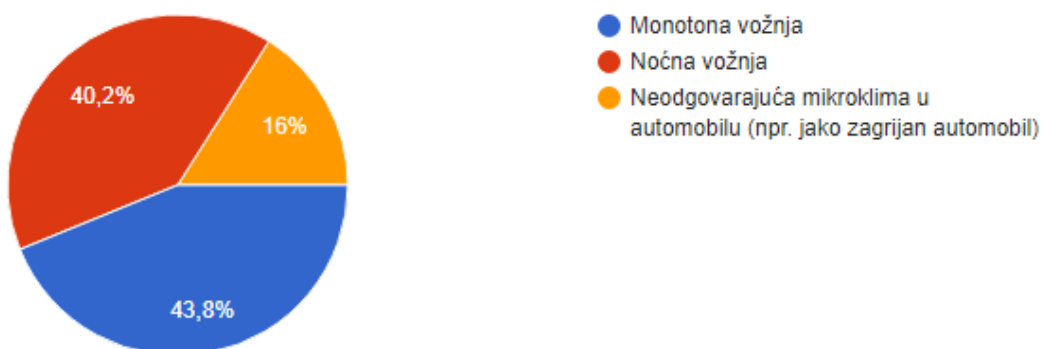 40,2%
16%
43,8%
Monotona vožnja
Noćna vožnja
Neodgovarajuća mikroklima u
automobilu (npr. jako zagrijan automobil)